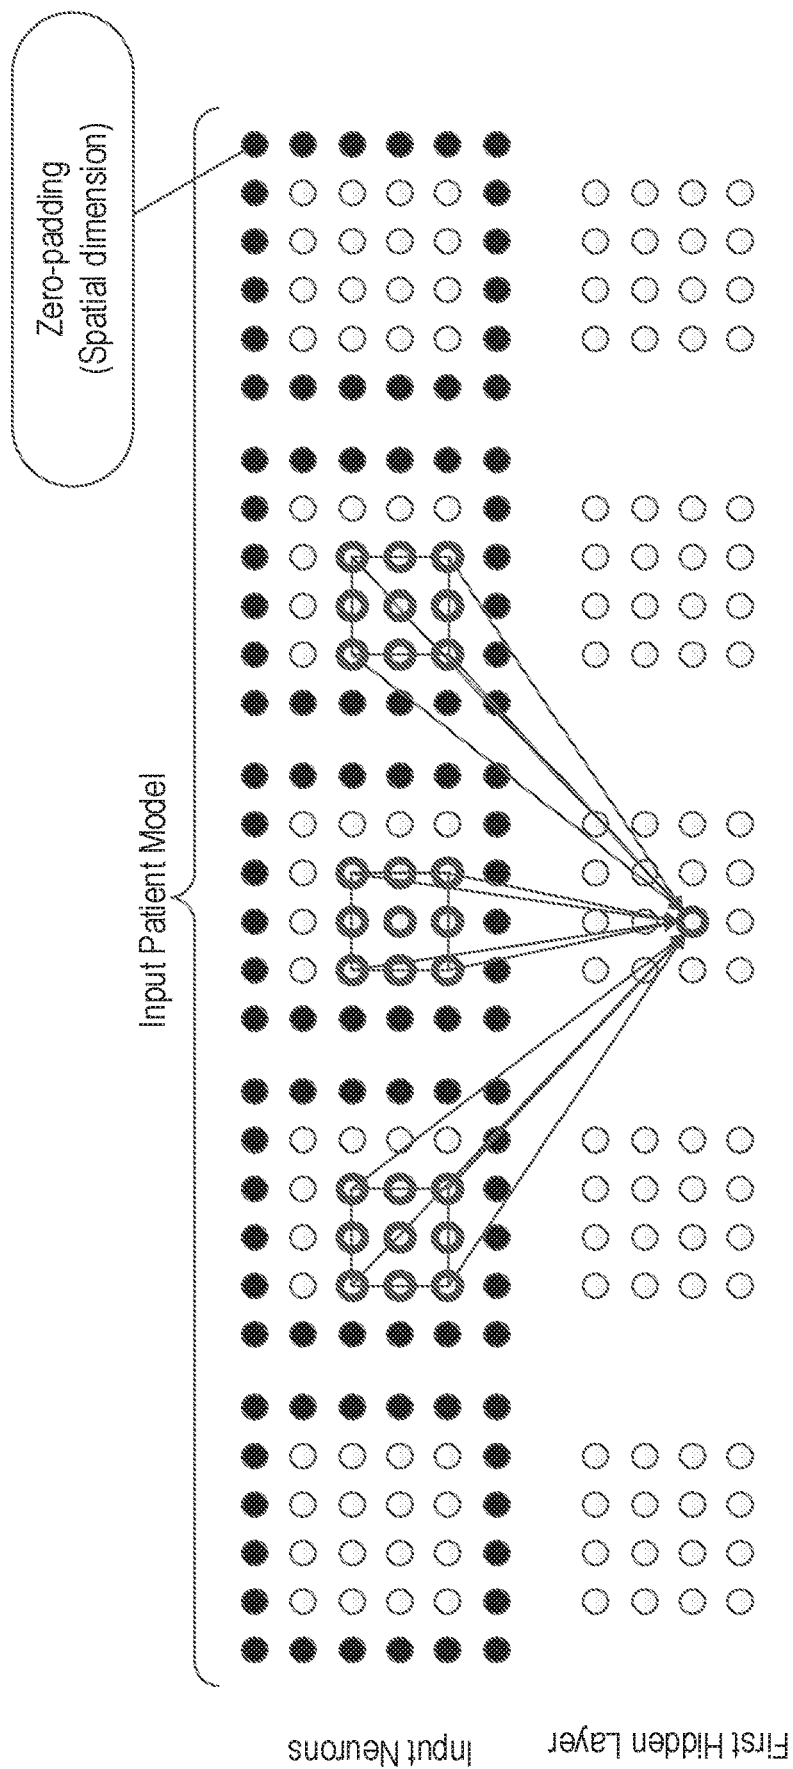 Zero-padding
(Spatial dimension)
Input Patient Model
Input Neurons
First Hidden Layer